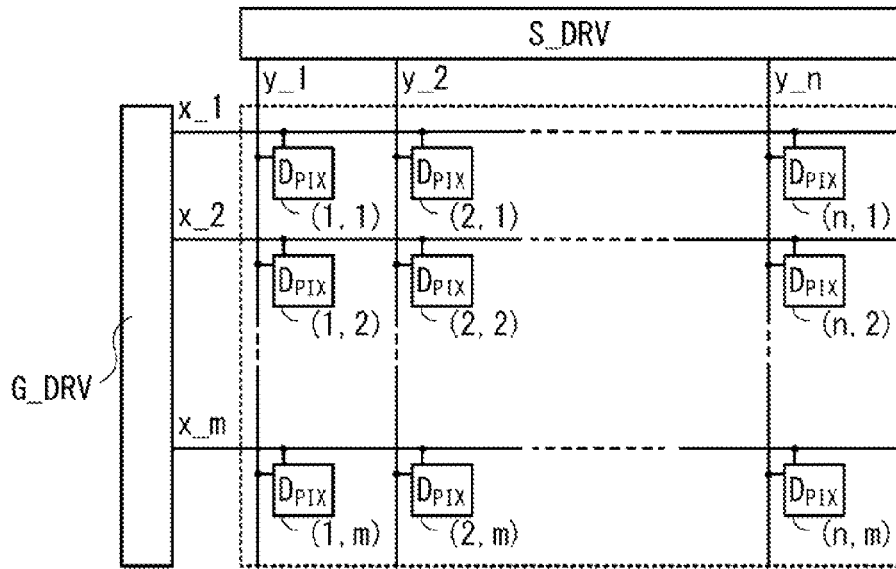 S_DRV
y_1 y_2 y_n
x_1
D_PIX D_PIX D_PIX
(1, 1) (2, 1) (n, 1)
x_2
D_PIX D_PIX D_PIX
(1, 2) (2, 2) (n, 2)
G_DRV
x_m
D_PIX D_PIX D_PIX
(1, m) (2, m) (n, m)